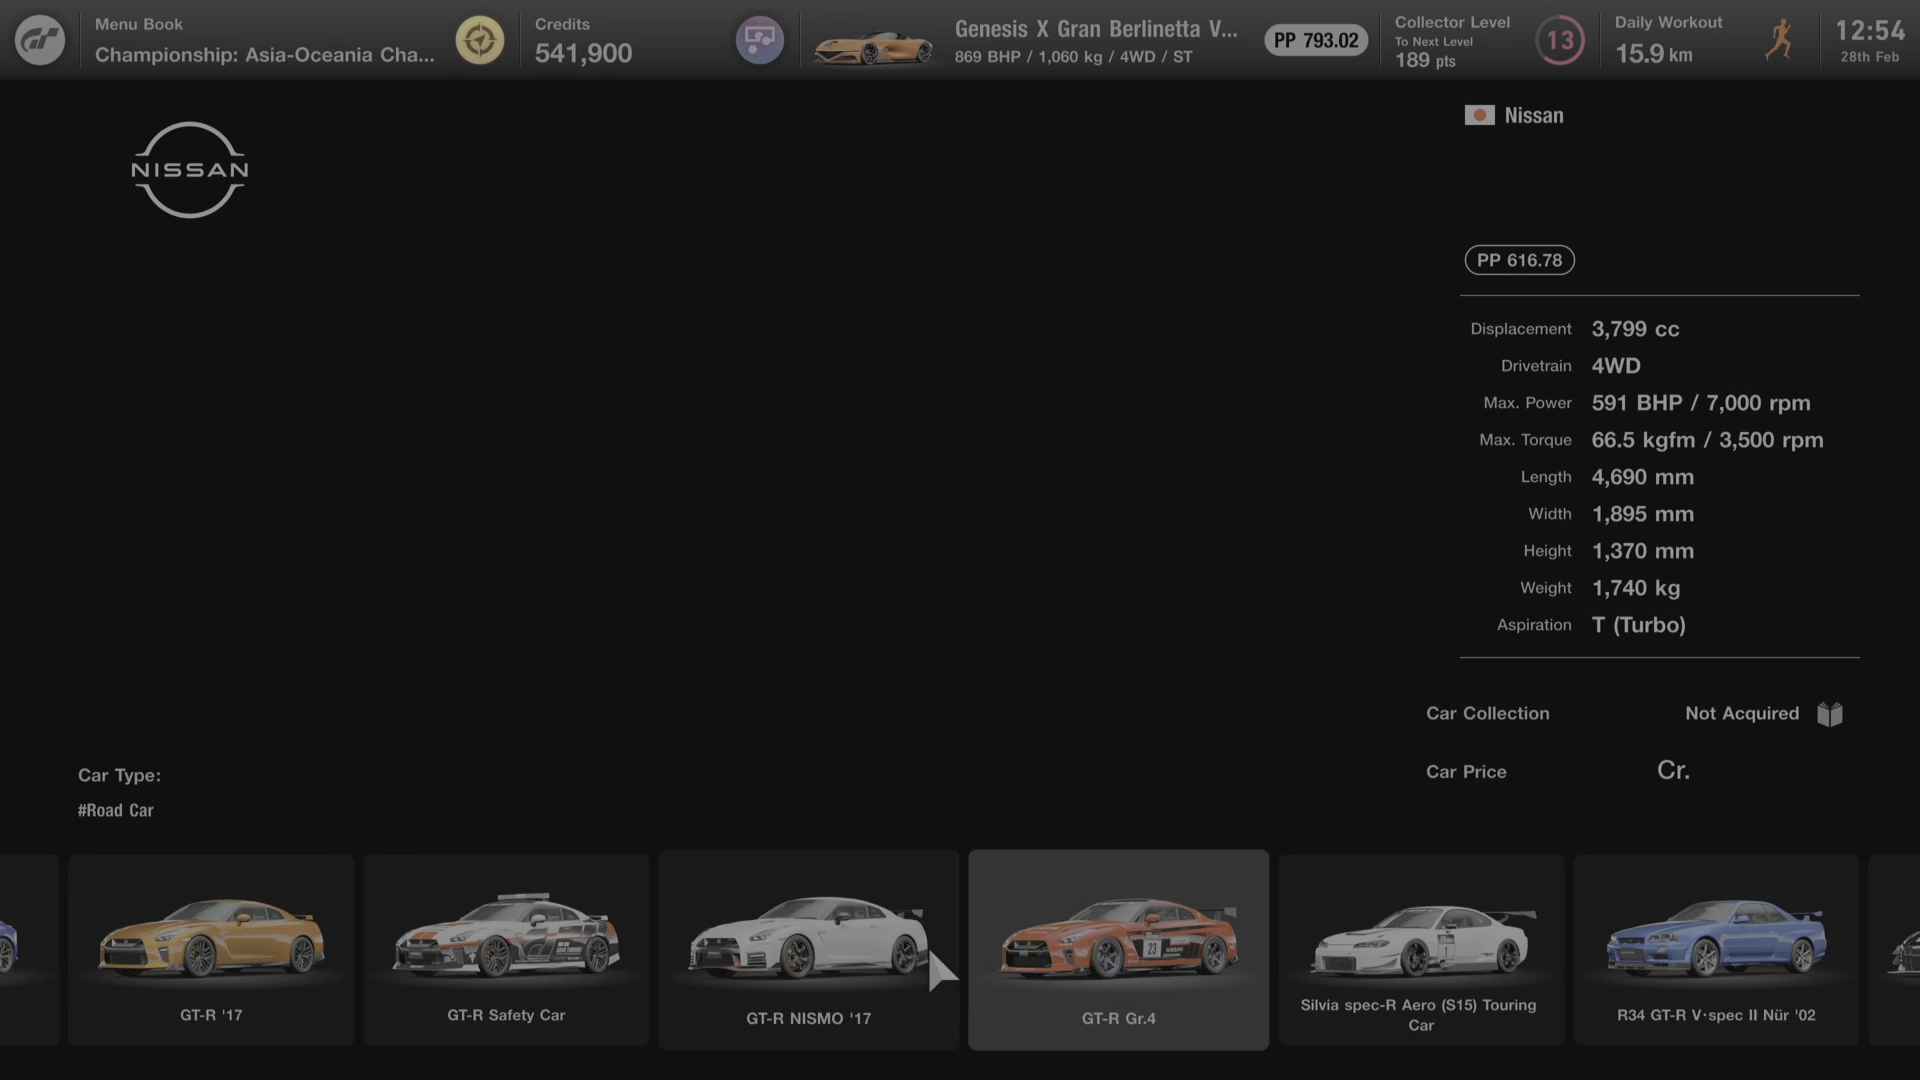 Menu Book
Championship: Asia-Oceania Cha...
Credits
541,900
Genesis X Gran Berlinetta V...
869 BHP / 1,060 kg / 4WD / ST
PP 793.02
Collector Level
To Next Level
189 pts
13
Daily Workout
15.9 km
12:54
28th Feb
NISSAN
Nissan
PP 616.78
Displacement 3,799 cc
Drivetrain 4WD
Max. Power 591 BHP / 7,000 rpm
Max. Torque 66.5 kgfm / 3,500 rpm
Length 4,690 mm
Width 1,895 mm
Height 1,370 mm
Weight 1,740 kg
Aspiration T (Turbo)
Car Collection Not Acquired
Car Price Cr.
Car Type:
#Road Car
23
1
GT-R '17
GT-R Safety Car
GT-R NISMO '17
GT-R Gr.4
Silvia spec-R Aero (S15) Touring
Car
R34 GT-R V·spec II Nür '02